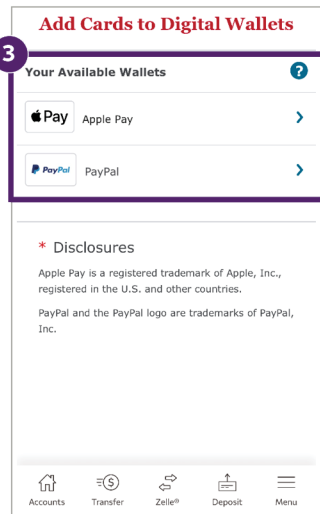 Add Cards to Digital Wallets
3
Your Available Wallets ?
Pay Apple Pay
PayPal PayPal
* Disclosures
Apple Pay is a registered trademark of Apple, Inc.,
registered in the U.S. and other countries.
PayPal and the PayPal logo are trademarks of PayPal,
Inc.
Accounts Transfer Zelle® Deposit Menu